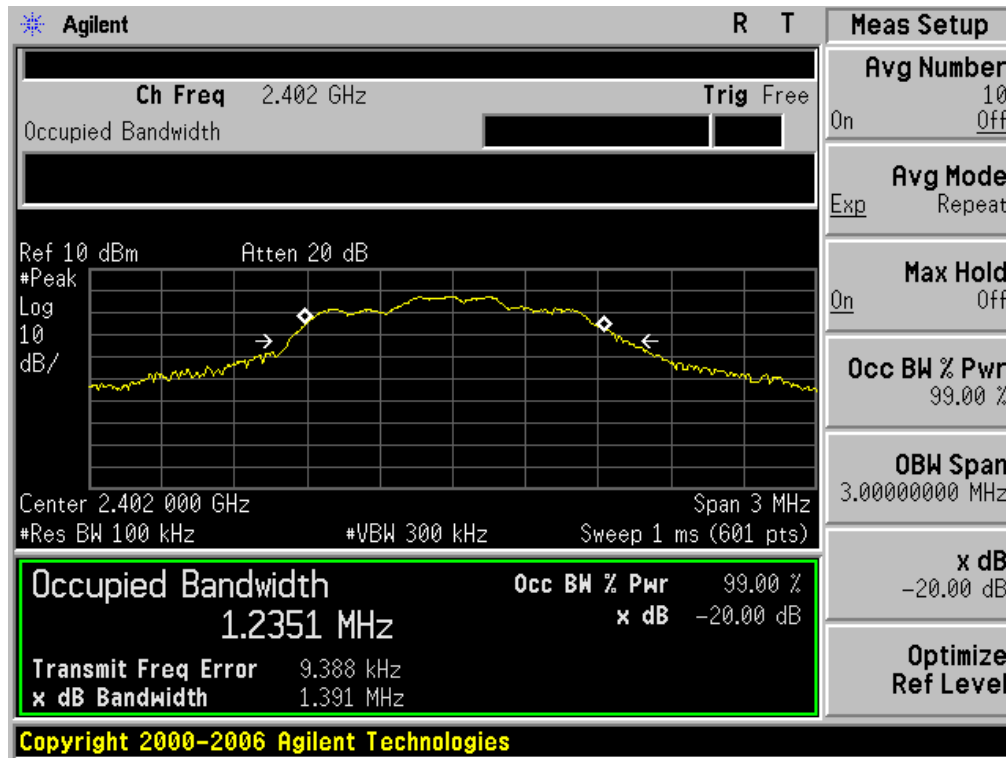 Agilent
R T
Ch Freq 2.402 GHz
Trig Free
Occupied Bandwidth
Ref 10 dBm
Atten 20 dB
#Peak
Log
10
dB/
Center 2.402 000 GHz
Span 3 MHz
#Res BW 100 kHz
#VBW 300 kHz
Sweep 1 ms (601 pts)
Occupied Bandwidth
1.2351 MHz
Occ BW % Pwr 99.00 %
x dB -20.00 dB
Transmit Freq Error 9.388 kHz
x dB Bandwidth 1.391 MHz
Copyright 2000-2006 Agilent Technologies
Meas Setup
Avg Number
10
On Off
Avg Mode
Exp Repeat
Max Hold
On Off
Occ BW % Pwr
99.00 %
OBW Span
3.00000000 MHz
x dB
-20.00 dB
Optimize
Ref Level